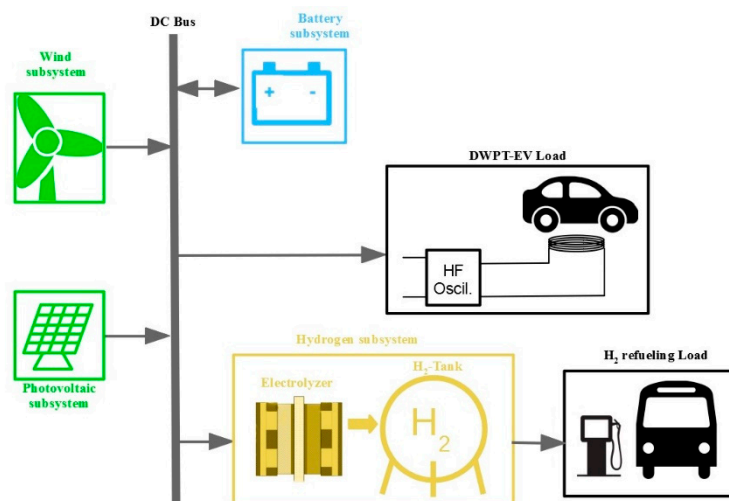 DC Bus
Battery
subsystem
Wind
subsystem
+ -
DWPT-EV Load
HF
Oscil.
Hydrogen subsystem
H2 refueling Load
H2-Tank
Electrolyzer
H2
Photovoltaic
subsystem